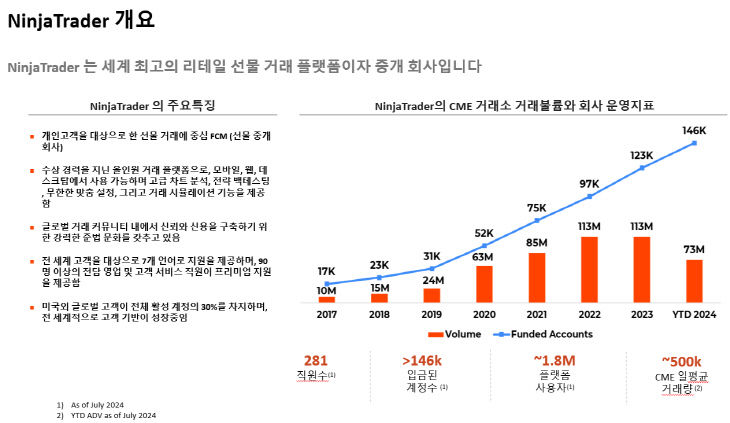 NinjaTrader 개요
NinjaTrader 는 세계 최고의 리테일 선물 거래 플랫폼이자 중개 회사입니다
NinjaTrader 의 주요특징
개인고객을 대상으로 한 선물 거래에 중심 FCM (선물 중개
회사)
수상 경력을 지닌 올인원 거래 플랫폼으로, 모바일, 웹, 데
스크탑에서 사용 가능하며 고급 차트 분석, 전략 백테스팅
, 무한한 맞춤 설정, 그리고 거래 시뮬레이션 기능을 제공
함
글로벌 거래 커뮤니티 내에서 신뢰와 신용을 구축하기 위
한 강력한 준법 문화를 갖추고 있음
전 세계 고객을 대상으로 7개 언어로 지원을 제공하며, 90
명 이상의 전담 영업 및 고객 서비스 직원이 프리미엄 지원
을 제공함
미국외 글로벌 고객이 전체 활성 계정의 30%를 차지하며,
전 세계적으로 고객 기반이 성장중임
1) As of July 2024
2) YTD ADV as of July 2024
NinjaTrader의 CME 거래소 거래불륨와 회사 운영지표
146K
123K
97K
75K
52K
31K
23K
17K
10M
15M
24M
63M
85M
113M
113M
73M
2017 2018 2019 2020 2021 2022 2023 YTD 2024
Volume Funded Accounts
281
직원수(1)
>146k
입금된
계정수 (1)
~1.8M
플랫폼
사용자(1)
~500k
CME 일평균
거래량 (2)